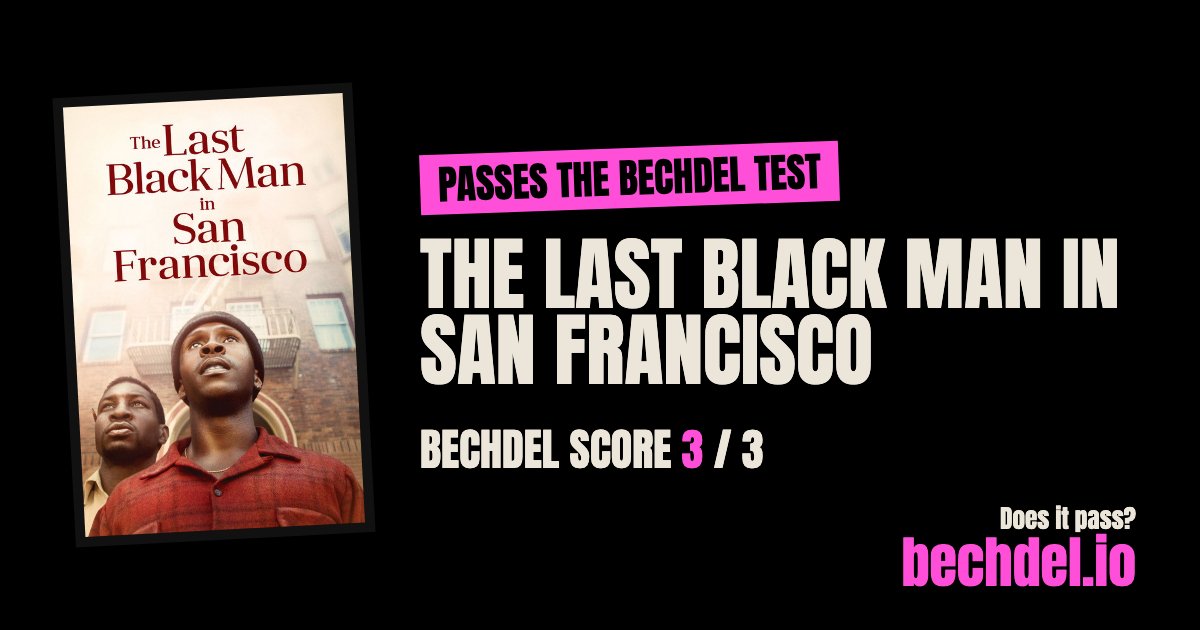 The Last
Black Man
in
San
Francisco
PASSES THE BECHDEL TEST
THE LAST BLACK MAN IN
SAN FRANCISCO
BECHDEL SCORE 3 / 3
Does it pass?
bechdel.io